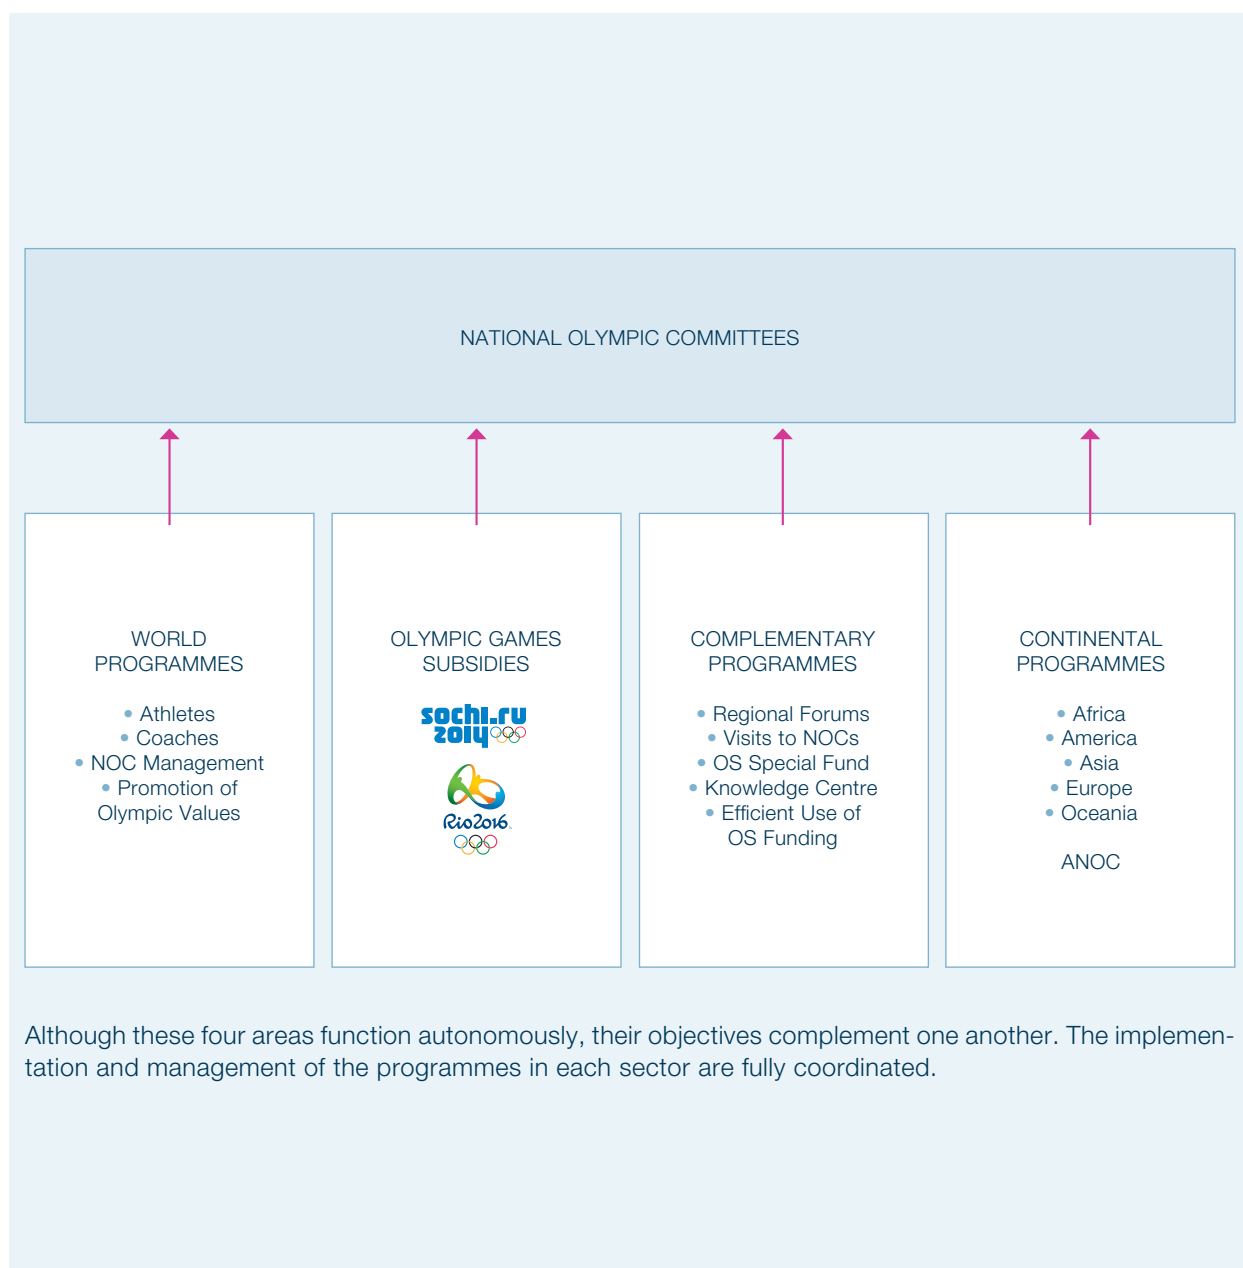 NATIONAL OLYMPIC COMMITTEES
WORLD
PROGRAMMES
• Athletes
• Coaches
• NOC Management
• Promotion of
Olympic Values
OLYMPIC GAMES
SUBSIDIES
sochi.ru
2014
Rio2016
COMPLEMENTARY
PROGRAMMES
• Regional Forums
• Visits to NOCs
• OS Special Fund
• Knowledge Centre
• Efficient Use of
OS Funding
CONTINENTAL
PROGRAMMES
• Africa
• America
• Asia
• Europe
• Oceania
ANOC
Although these four areas function autonomously, their objectives complement one another. The implemen-
tation and management of the programmes in each sector are fully coordinated.